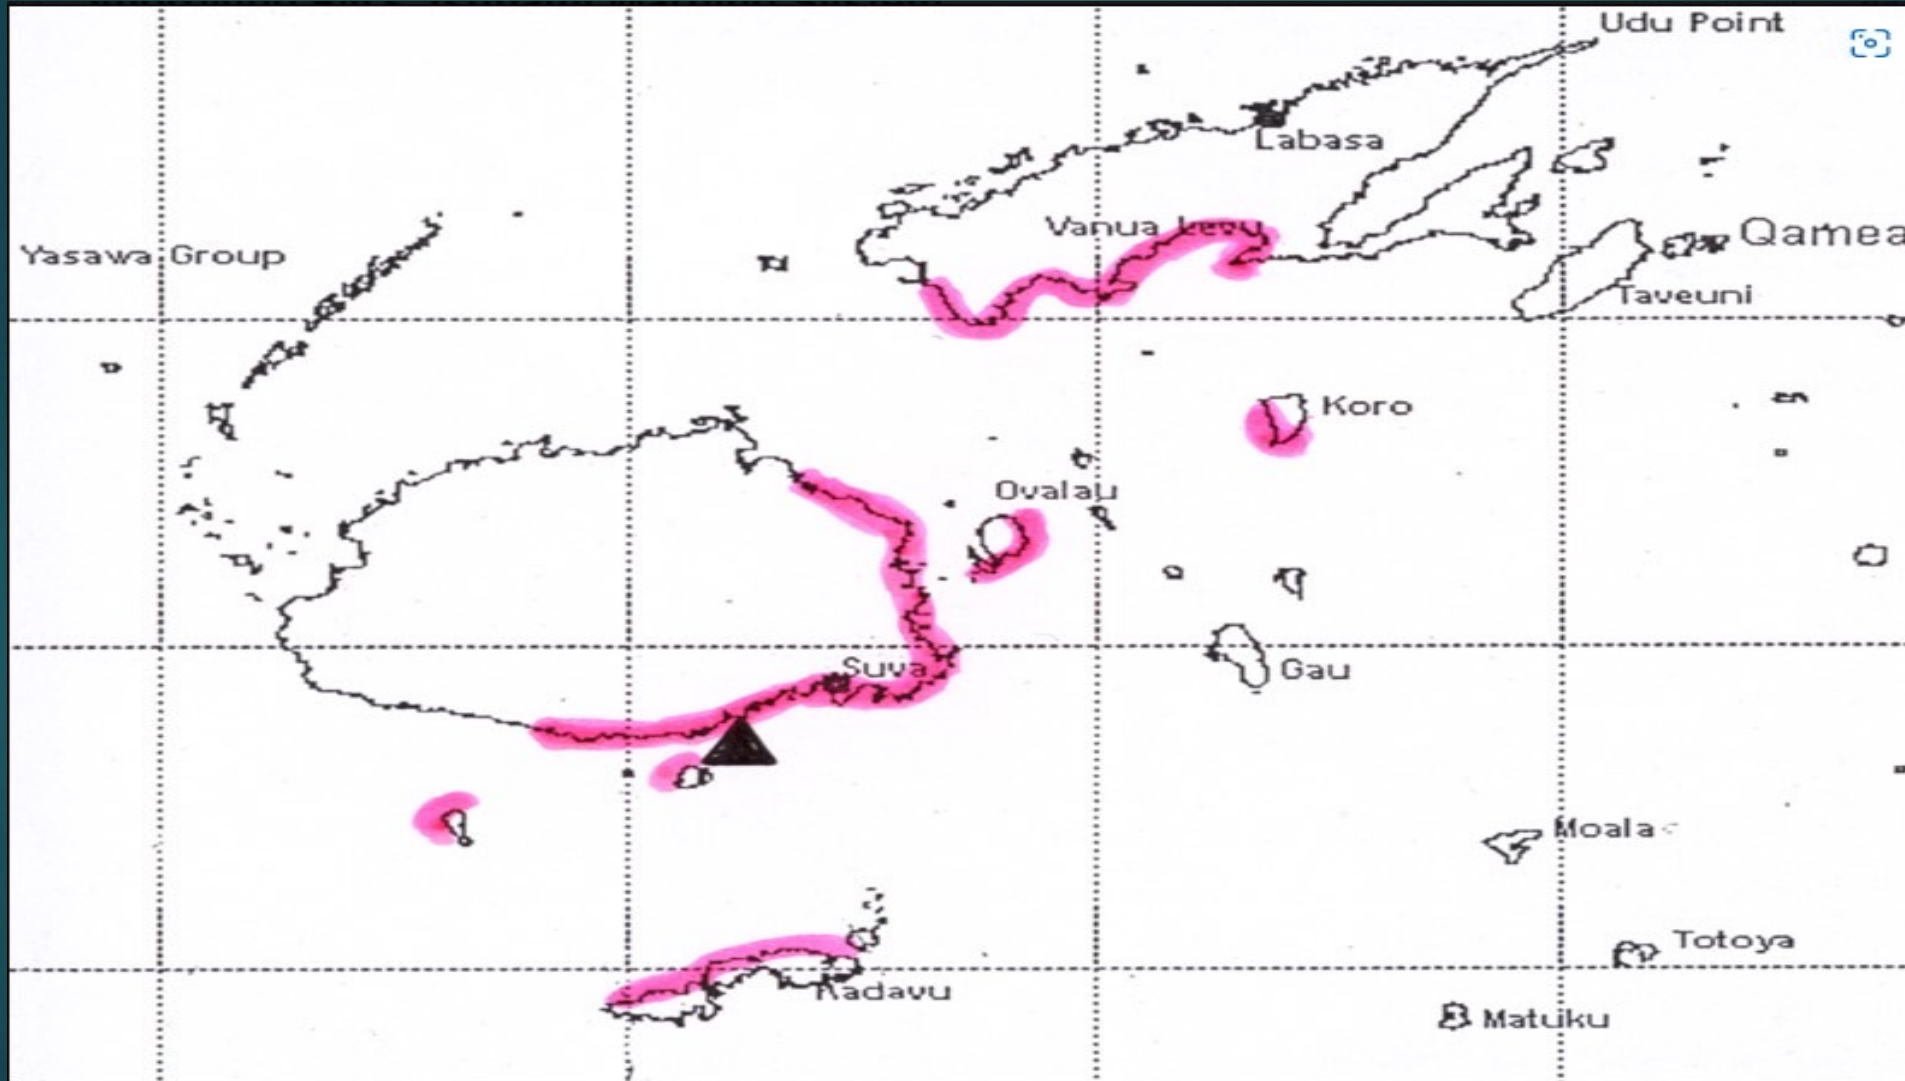 Udu Point
Labasa
Vanua Levu
Yasawa Group
Qamea
Taveuni
Koro
Ovalau
Suva
Gau
Moala
Totoya
Kadavu
Matuku